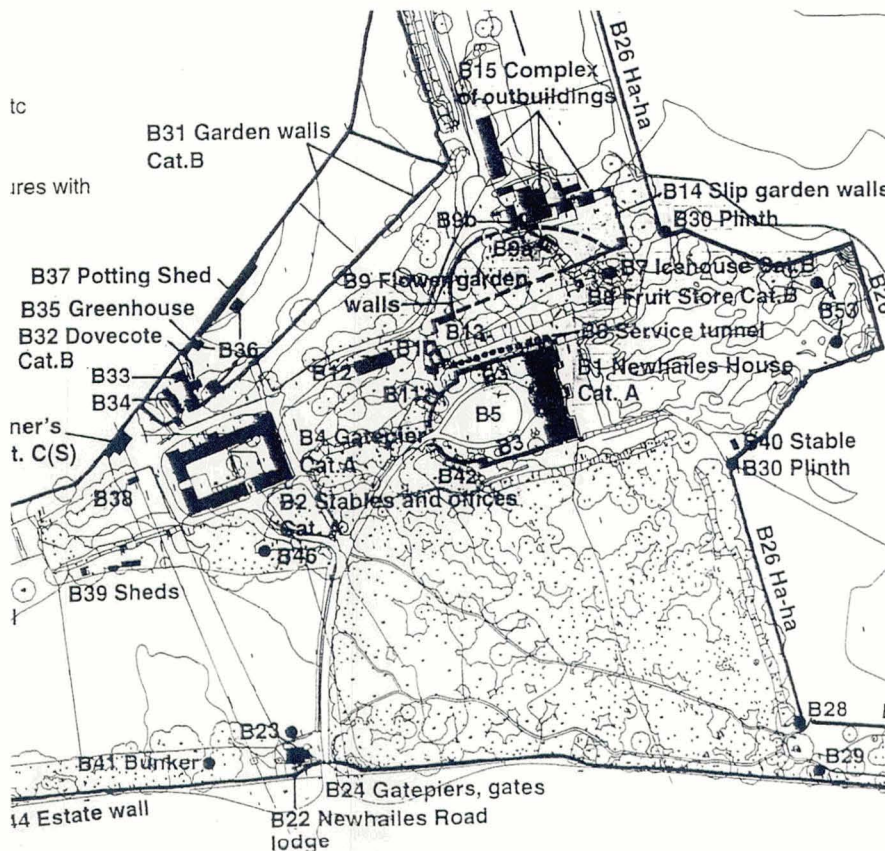 tc
B31 Garden walls
Cat.B
ures with
B15 Complex
of outbuildings
B26 Ha-ha
B14 Slip garden walls
B30 Plinth
B9b
B9a
B37 Potting Shed
B35 Greenhouse
B32 Dovecote
Cat.B
B36
B33
B34
B9 Flower garden
walls
B7 Icehouse Cat.B
B8 Fruit Store Cat.B
B53
B26
B13
B10
B6 Service tunnel
B12
B11
B3
B1 Newhailes House
Cat. A
B5
B3
ner's
t. C(S)
B4 Gatepier
Cat.A
B42
B40 Stable
B30 Plinth
B38
B2 Stables and offices
Cat. A
B46
B39 Sheds
B26 Ha-ha
B23
B28
B41 Bunker
B29
44 Estate wall
B24 Gatepiers, gates
B22 Newhailes Road
lodge